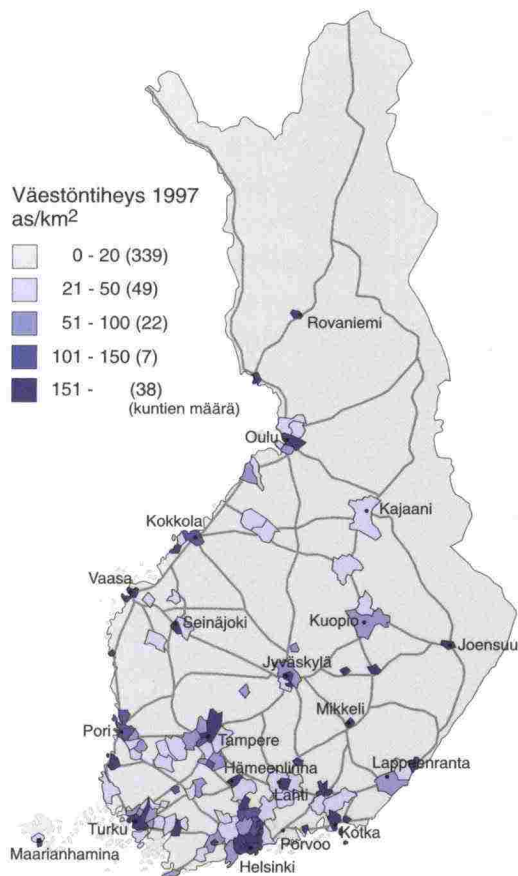 Väestöntiheys 1997
as/km²
0 - 20 (339)
21 - 50 (49)
51 - 100 (22)
101 - 150 (7)
151 - (38)
(kuntien määrä)
Rovaniemi
Oulu
Kajaani
Kokkola
Vaasa
Seinäjoki
Kuopio
Joensuu
Jyväskylä
Mikkeli
Pori
Tampere
Hämeenlinna
Lappeenranta
Lahti
Turku
Kotka
Porvoo
Maarianhamina
Helsinki